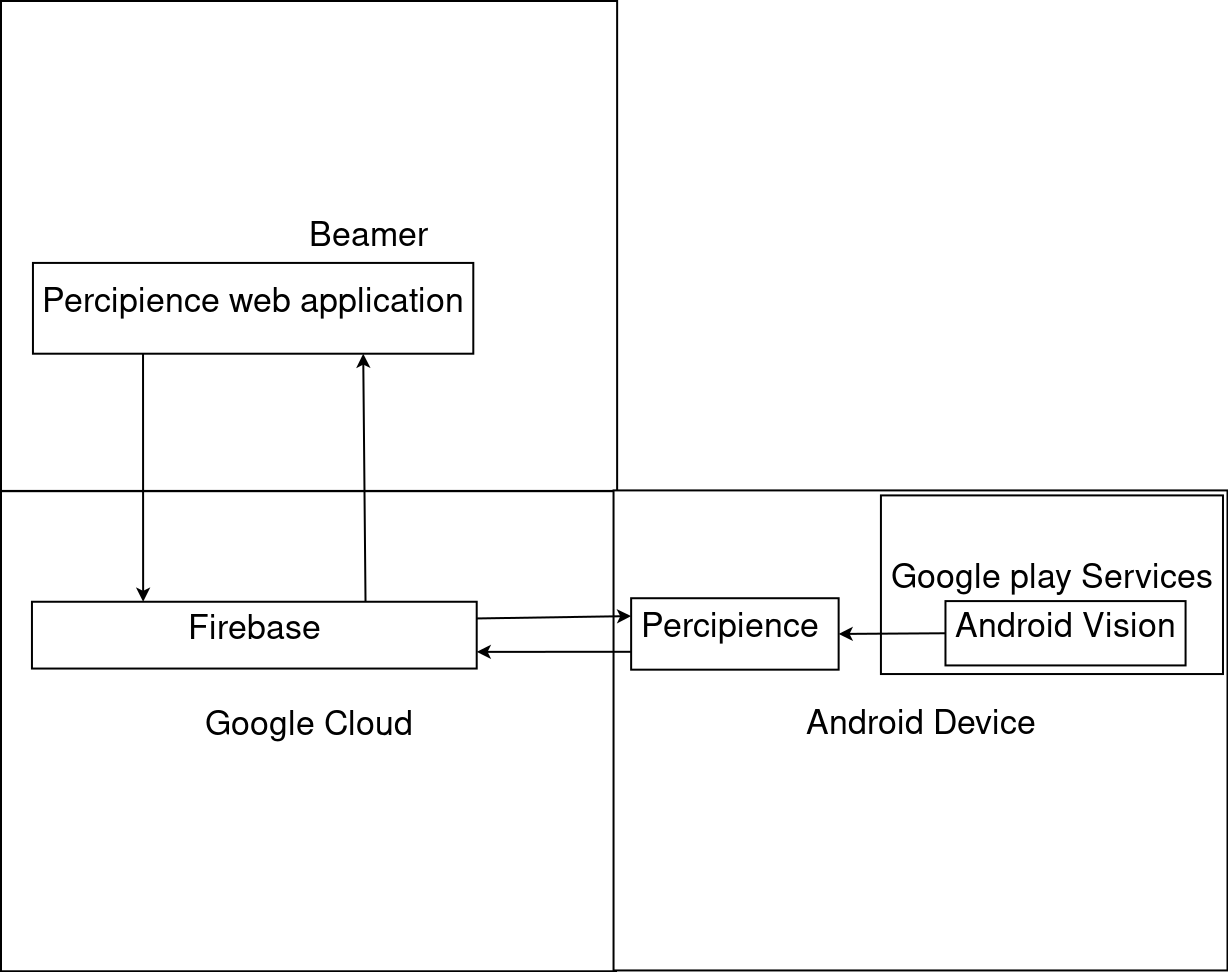 Beamer
Percipience web application
Google play Services
Firebase
Percipience
Android Vision
Google Cloud
Android Device